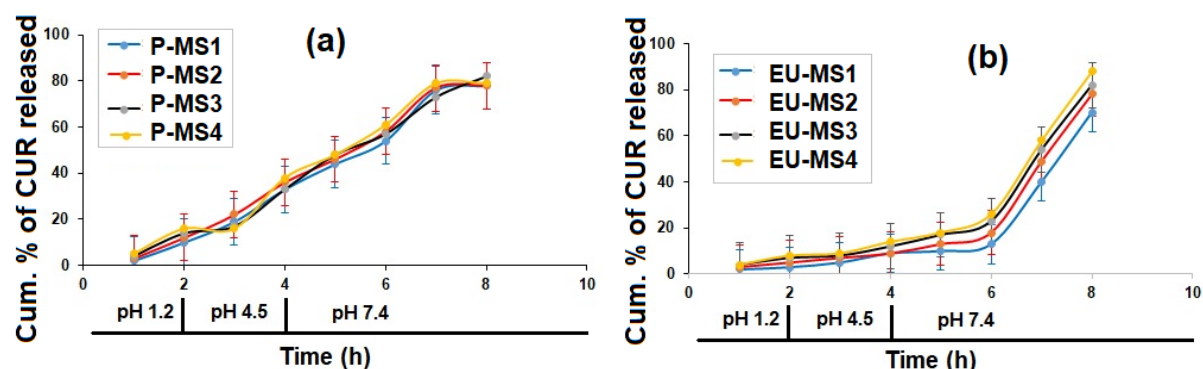 (a)
P-MS1
P-MS2
P-MS3
P-MS4
Cum. % of CUR released
100
80
60
40
20
0
0 2 4 6 8 10
pH 1.2 pH 4.5 pH 7.4
Time (h)
(b)
EU-MS1
EU-MS2
EU-MS3
EU-MS4
Cum. % of CUR released
100
80
60
40
20
0
0 2 4 6 8 10
pH 1.2 pH 4.5 pH 7.4
Time (h)